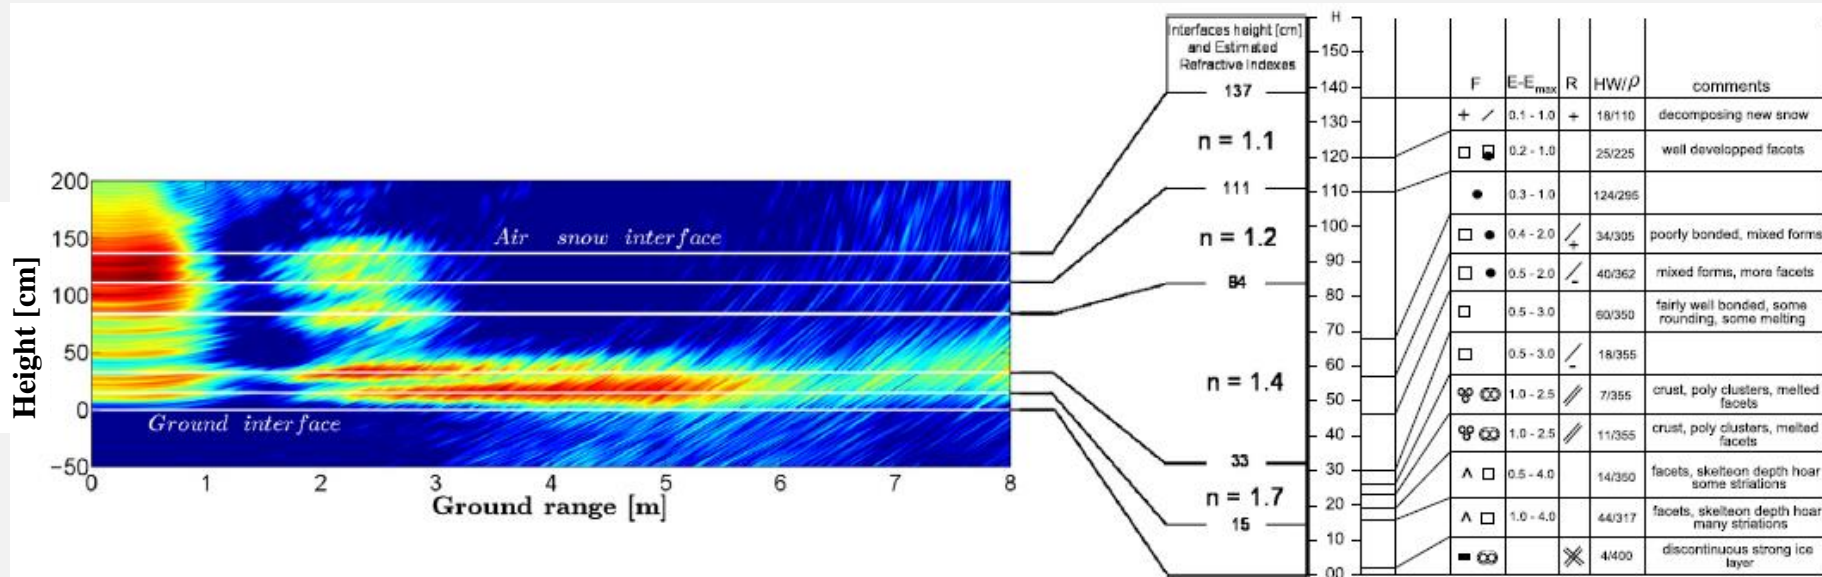 Height [cm]
200
150
100
50
0
−50
Air snow interface
Ground interface
0 1 2 3 4 5 6 7 8
Ground range [m]
Interfaces height [cm]
and Estimated
Refractive Indexes
137
n = 1.1
111
n = 1.2
84
n = 1.4
33
n = 1.7
15
H
150
140
130
120
110
100
90
80
70
60
50
40
30
20
10
00
F E-Emax R HW/ρ comments
+ / 0.1 - 1.0 + 18/110 decomposing new snow
0.2 - 1.0 25/225 well developped facets
0.3 - 1.0 124/295
0.4 - 2.0 / + 34/305 poorly bonded, mixed forms
0.5 - 2.0 / - 40/362 mixed forms, more facets
0.5 - 3.0 60/350 fairly well bonded, some
rounding, some melting
0.5 - 3.0 / - 18/355
1.0 - 2.5 // 7/355 crust, poly clusters, melted
facets
1.0 - 2.5 // 11/355 crust, poly clusters, melted
facets
0.5 - 4.0 14/350 facets, skelteon depth hoar
some striations
1.0 - 4.0 44/317 facets, skelteon depth hoar
many striations
4/400 discontinuous strong ice
layer